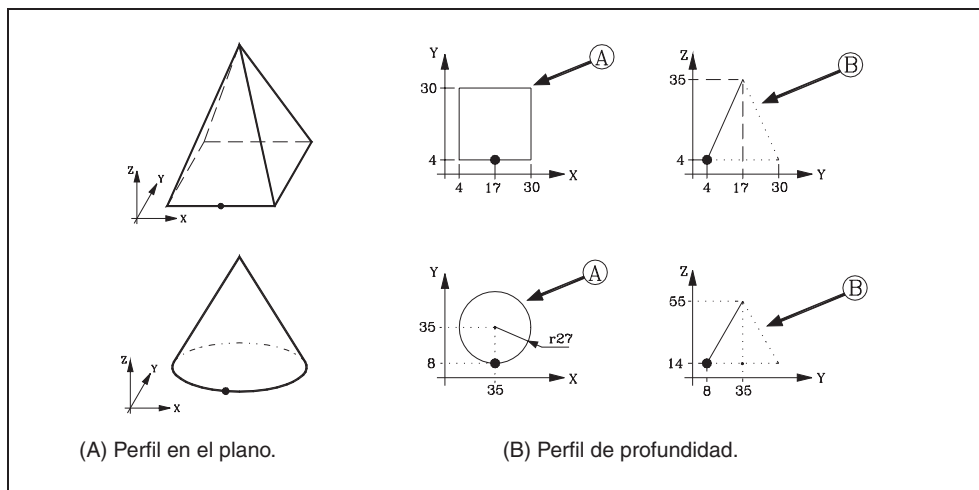 Y
A
30
4
4 17 30
X
Z
35
B
4
4 17 30
Y
Z
Y
X
Y
A
35
r27
8
35
X
Z
55
B
14
8 35
Y
Z
Y
X
(A) Perfil en el plano.
(B) Perfil de profundidad.